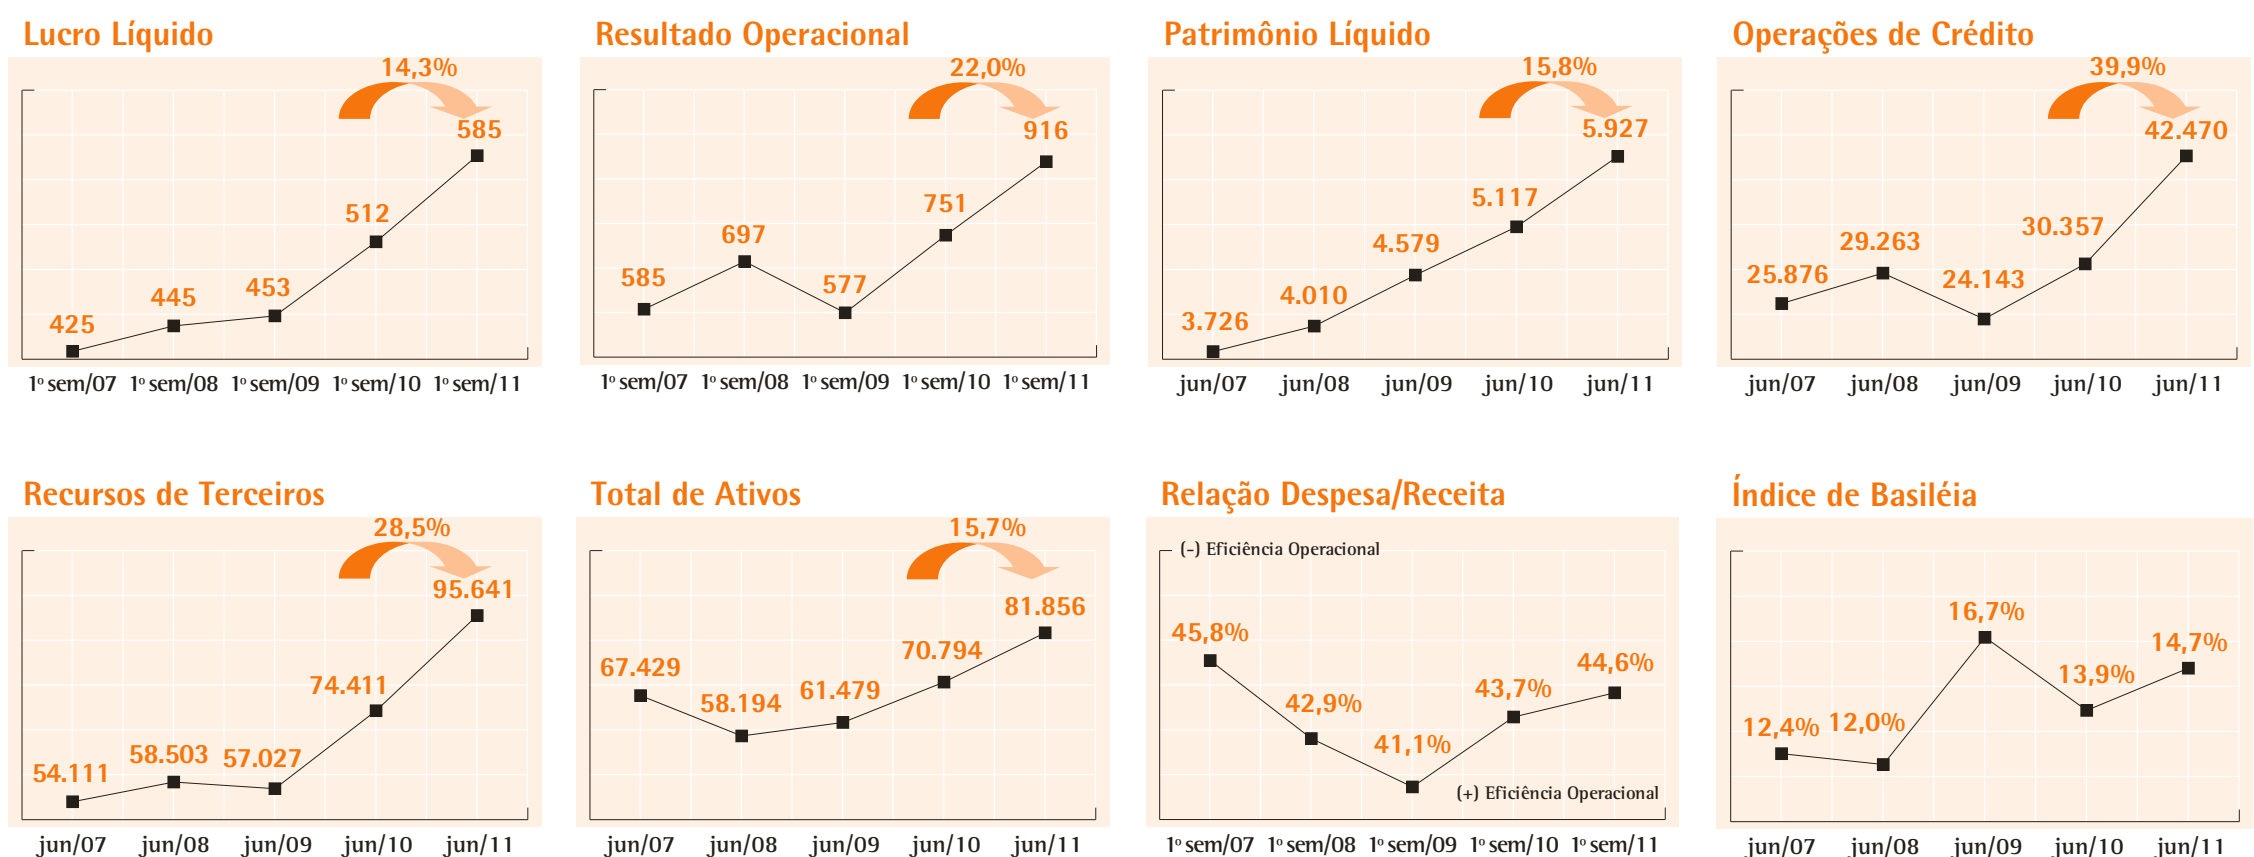 Lucro Líquido
14,3%
585
512
453
445
425
1º sem/07 1º sem/08 1º sem/09 1º sem/10 1º sem/11
Resultado Operacional
22,0%
916
751
697
585
577
1º sem/07 1º sem/08 1º sem/09 1º sem/10 1º sem/11
Patrimônio Líquido
15,8%
5.927
5.117
4.579
4.010
3.726
jun/07 jun/08 jun/09 jun/10 jun/11
Operações de Crédito
39,9%
42.470
30.357
29.263
25.876
24.143
jun/07 jun/08 jun/09 jun/10 jun/11
Recursos de Terceiros
28,5%
95.641
74.411
58.503
57.027
54.111
jun/07 jun/08 jun/09 jun/10 jun/11
Total de Ativos
15,7%
81.856
70.794
67.429
61.479
58.194
jun/07 jun/08 jun/09 jun/10 jun/11
Relação Despesa/Receita
(-) Eficiência Operacional
45,8%
44,6%
43,7%
42,9%
41,1%
(+) Eficiência Operacional
1º sem/07 1º sem/08 1º sem/09 1º sem/10 1º sem/11
Índice de Basiléia
16,7%
14,7%
13,9%
12,4%
12,0%
jun/07 jun/08 jun/09 jun/10 jun/11